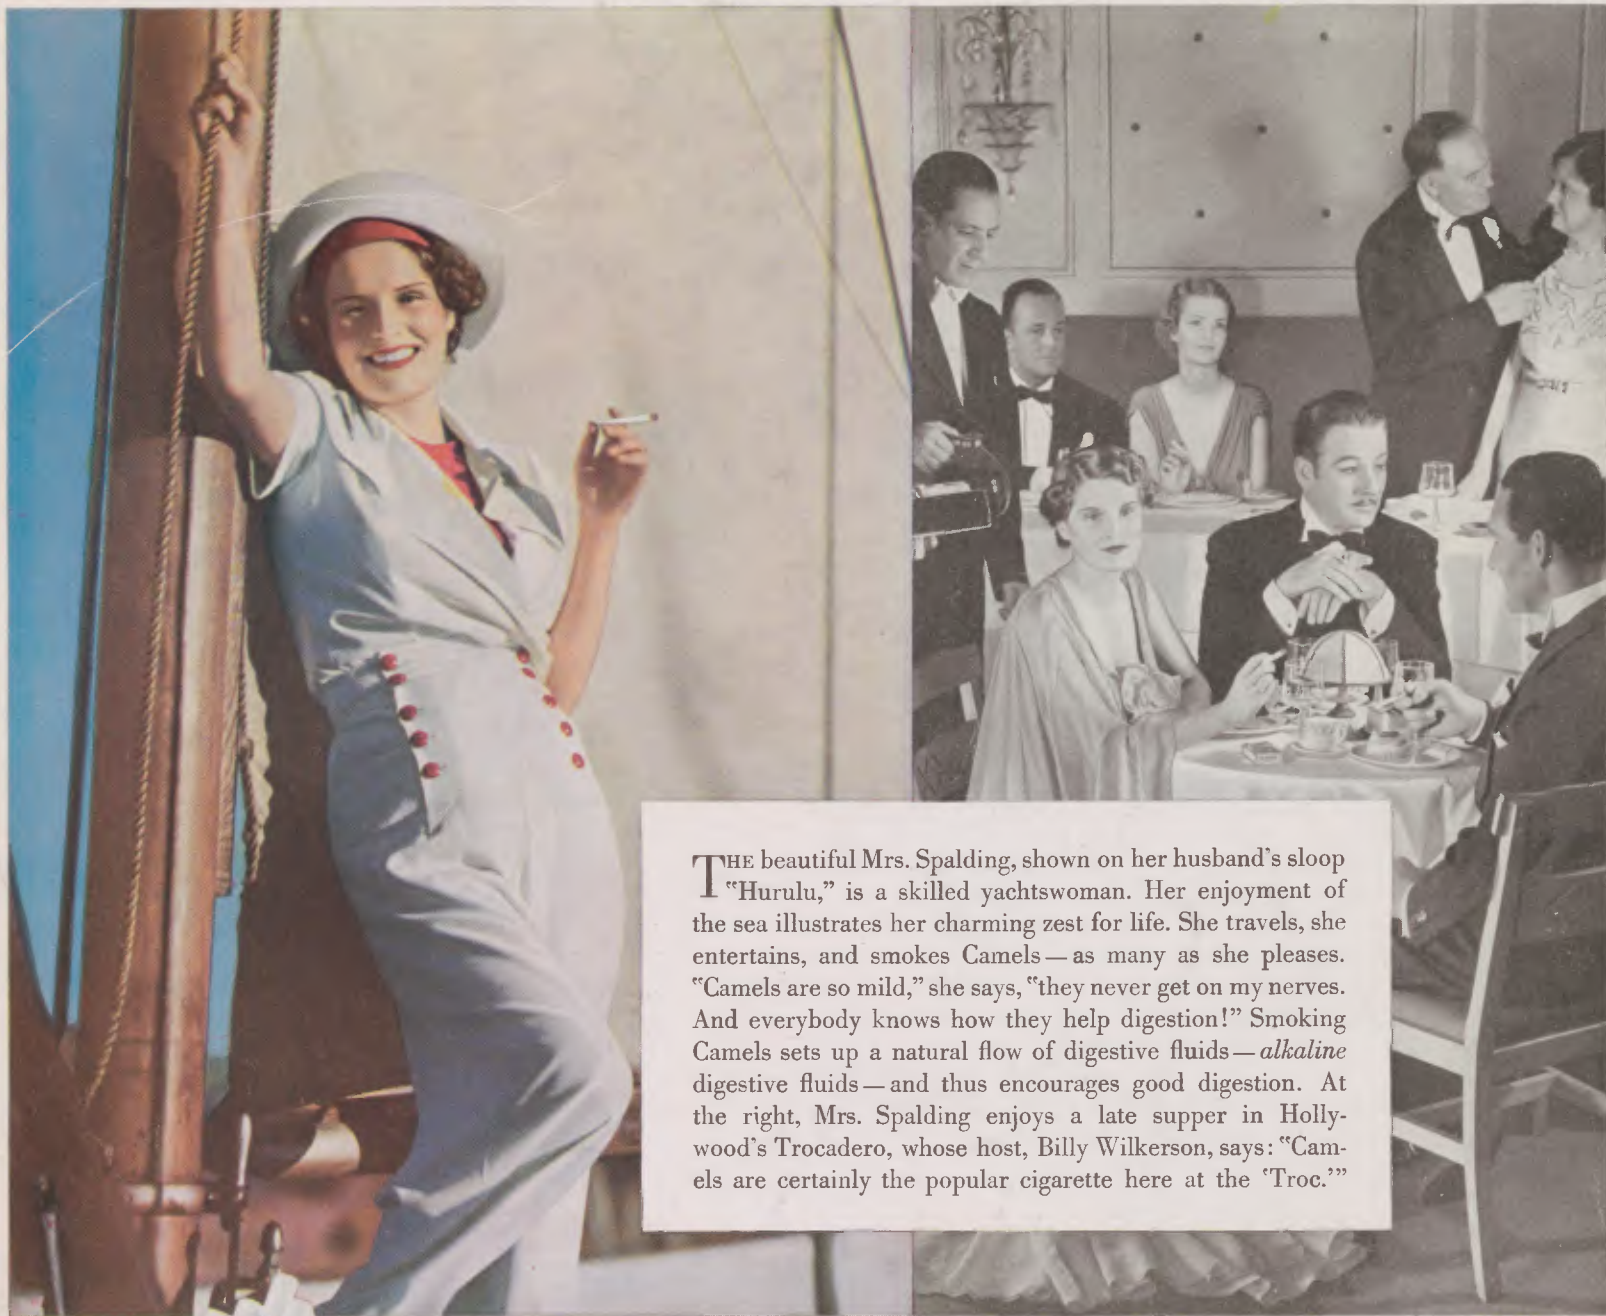 THE beautiful Mrs. Spalding, shown on her husband's sloop
"Hurulu," is a skilled yachtswoman. Her enjoyment of
the sea illustrates her charming zest for life. She travels, she
entertains, and smokes Camels — as many as she pleases.
"Camels are so mild," she says, "they never get on my nerves.
And everybody knows how they help digestion!" Smoking
Camels sets up a natural flow of digestive fluids — alkaline
digestive fluids — and thus encourages good digestion. At
the right, Mrs. Spalding enjoys a late supper in Holly-
wood's Trocadero, whose host, Billy Wilkerson, says: "Cam-
els are certainly the popular cigarette here at the 'Troc.'"